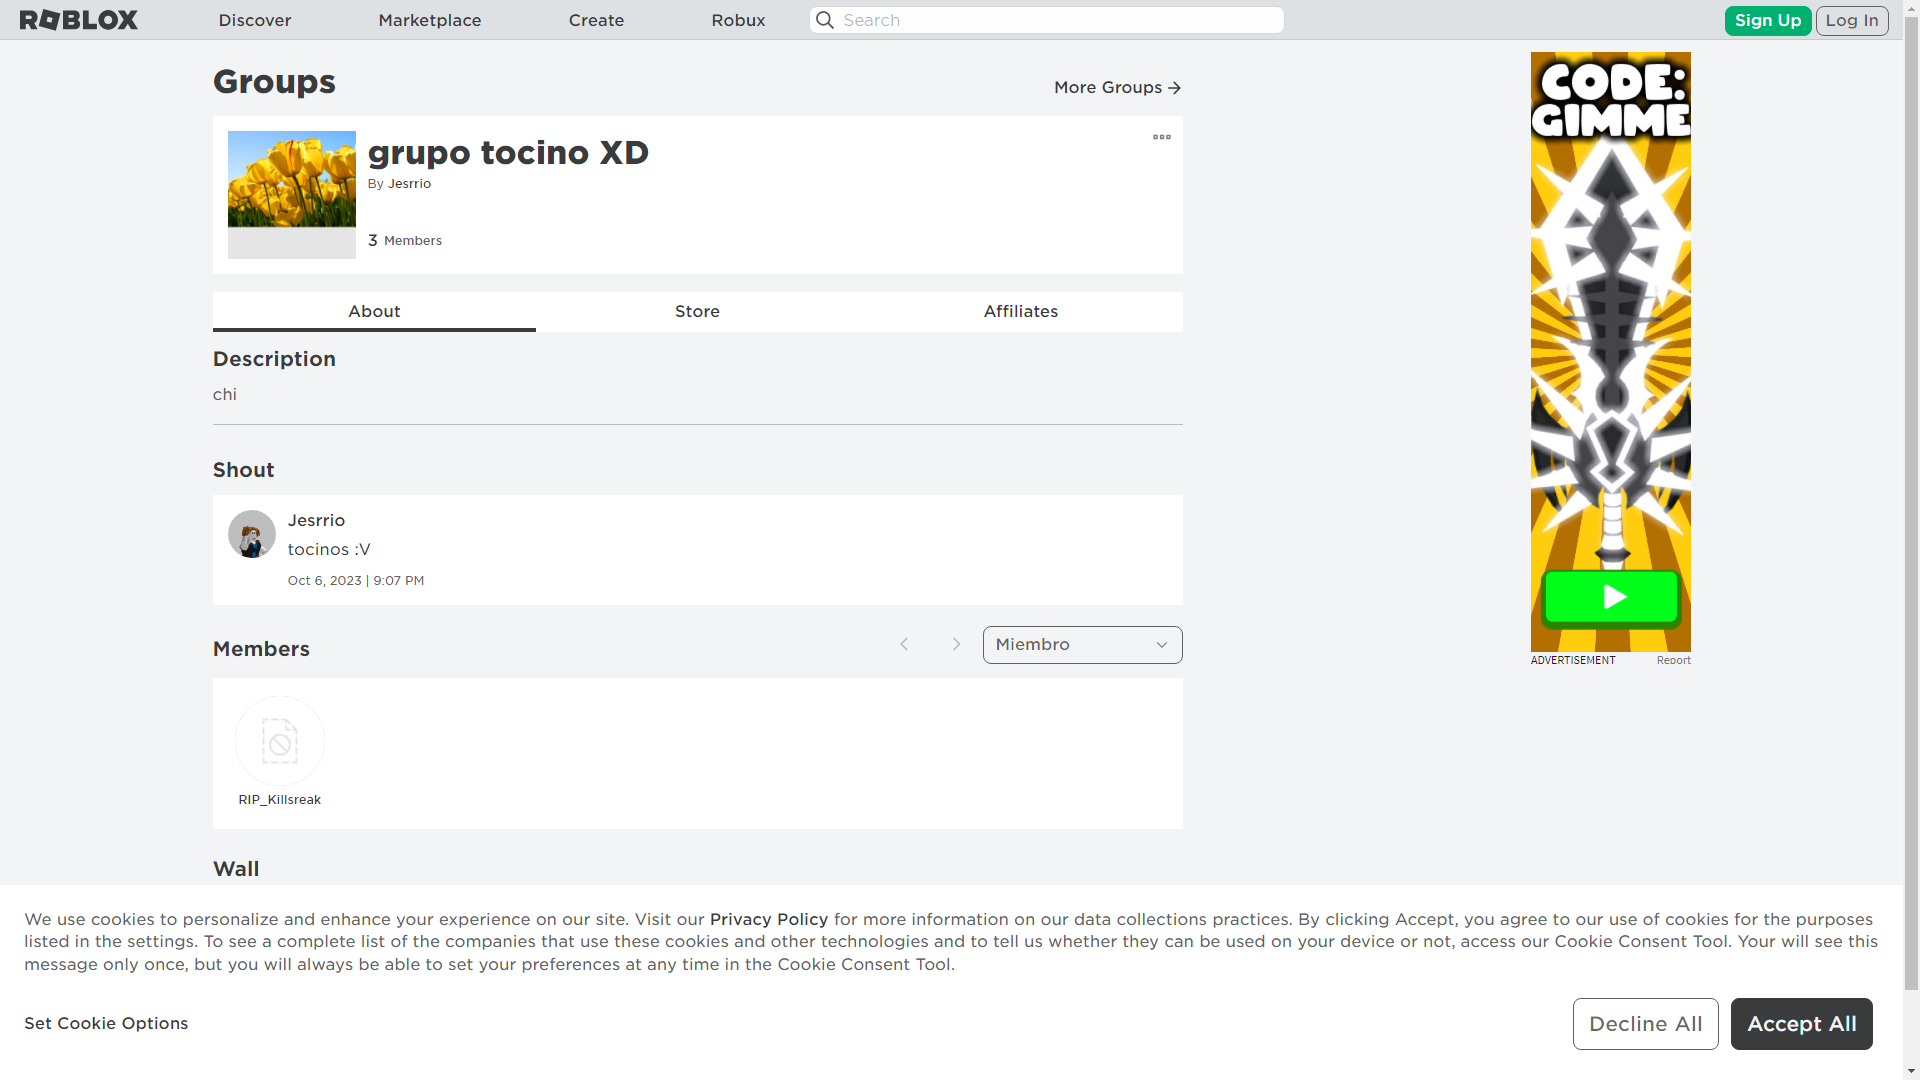 ROBLOX
Discover
Marketplace
Create
Robux
Search
Sign Up
Log In
Groups
More Groups
grupo tocino XD
By Jesrrio
3 Members
About
Store
Affiliates
Description
chi
Shout
Jesrrio
tocinos :V
Oct 6, 2023 | 9:07 PM
Members
Miembro
RIP_Killsreak
Wall
CODE:
GIMME
ADVERTISEMENT
Report
We use cookies to personalize and enhance your experience on our site. Visit our Privacy Policy for more information on our data collections practices. By clicking Accept, you agree to our use of cookies for the purposes
listed in the settings. To see a complete list of the companies that use these cookies and other technologies and to tell us whether they can be used on your device or not, access our Cookie Consent Tool. Your will see this
message only once, but you will always be able to set your preferences at any time in the Cookie Consent Tool.
Set Cookie Options
Decline All
Accept All